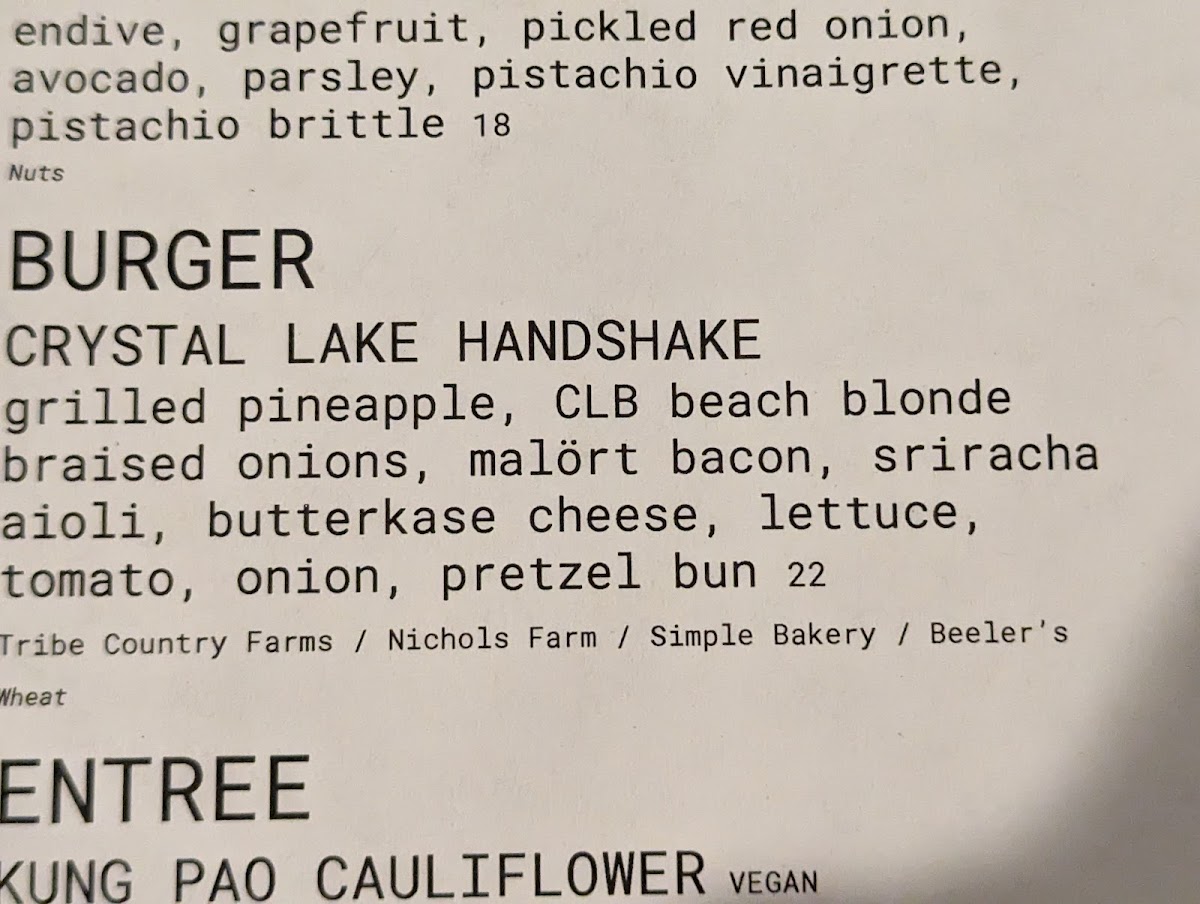 endive, grapefruit, pickled red onion,
avocado, parsley, pistachio vinaigrette,
pistachio brittle 18
Nuts
BURGER
CRYSTAL LAKE HANDSHAKE
grilled pineapple, CLB beach blonde
braised onions, malört bacon, sriracha
aioli, butterkase cheese, lettuce,
tomato, onion, pretzel bun 22
Tribe Country Farms / Nichols Farm / Simple Bakery / Beeler's
Wheat
ENTREE
KUNG PAO CAULIFLOWER VEGAN